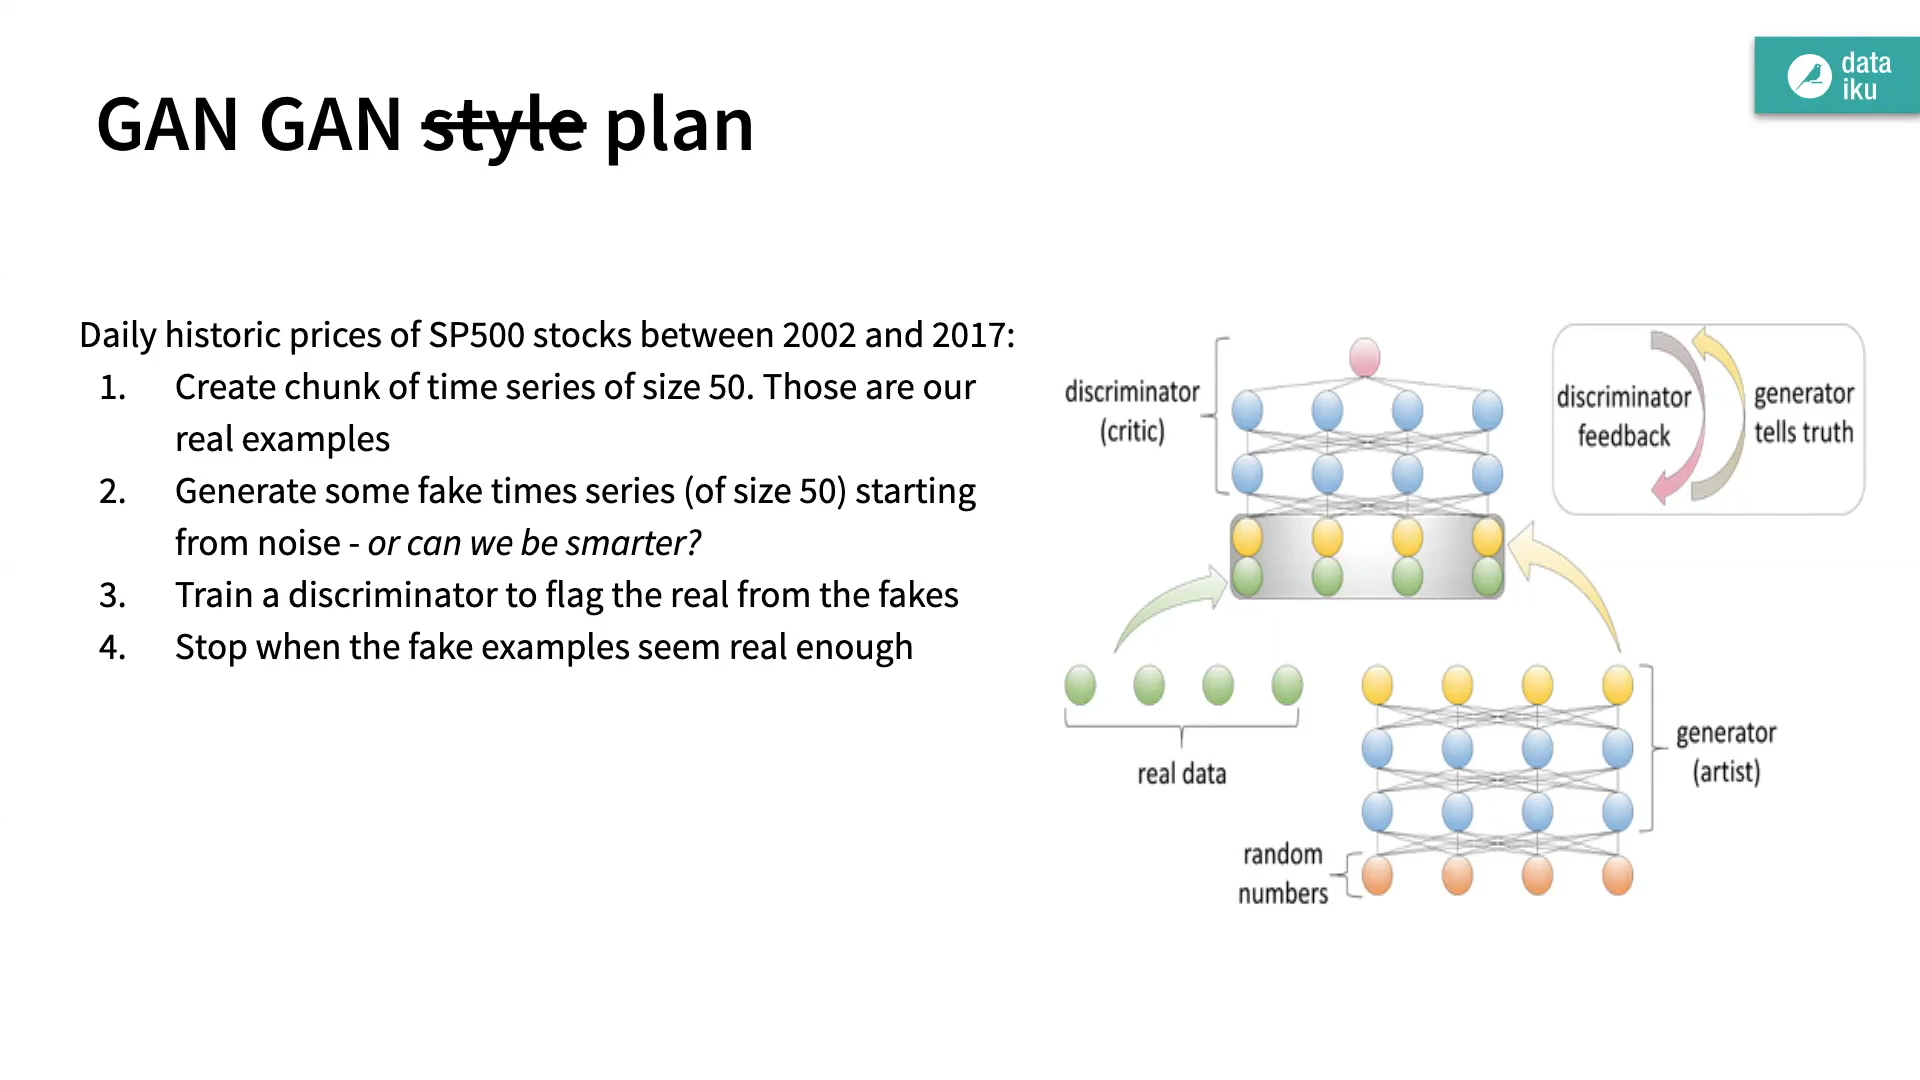 data
iku
GAN GAN style plan
Daily historic prices of SP500 stocks between 2002 and 2017:
1. Create chunk of time series of size 50. Those are our
real examples
2. Generate some fake times series (of size 50) starting
from noise - or can we be smarter?
3. Train a discriminator to flag the real from the fakes
4. Stop when the fake examples seem real enough
discriminator
(critic)
discriminator
feedback
generator
tells truth
real data
generator
(artist)
random
numbers